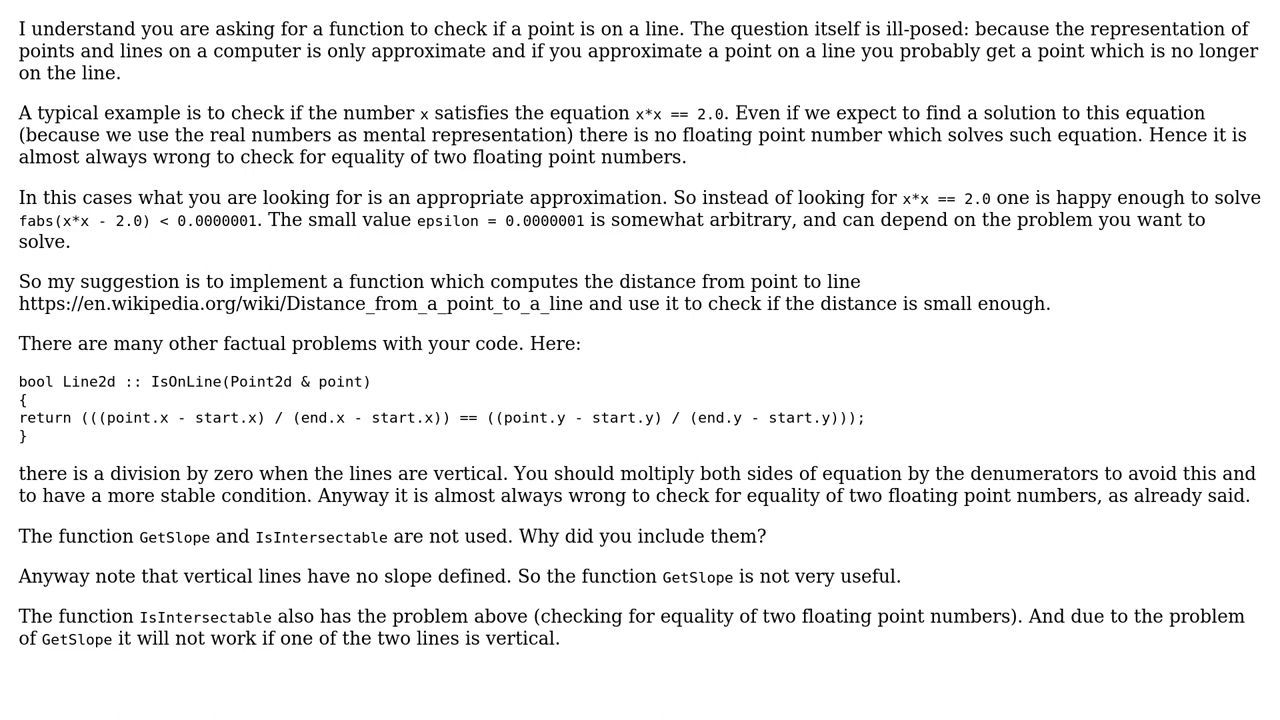 I understand you are asking for a function to check if a point is on a line. The question itself is ill-posed: because the representation of
points and lines on a computer is only approximate and if you approximate a point on a line you probably get a point which is no longer
on the line.
A typical example is to check if the number x satisfies the equation x*x == 2.0. Even if we expect to find a solution to this equation
(because we use the real numbers as mental representation) there is no floating point number which solves such equation. Hence it is
almost always wrong to check for equality of two floating point numbers.
In this cases what you are looking for is an appropriate approximation. So instead of looking for x*x == 2.0 one is happy enough to solve
fabs(x*x - 2.0) < 0.0000001. The small value epsilon = 0.0000001 is somewhat arbitrary, and can depend on the problem you want to
solve.
So my suggestion is to implement a function which computes the distance from point to line
https://en.wikipedia.org/wiki/Distance_from_a_point_to_a_line and use it to check if the distance is small enough.
There are many other factual problems with your code. Here:
bool Line2d :: IsOnLine(Point2d & point)
{
return (((point.x - start.x) / (end.x - start.x)) == ((point.y - start.y) / (end.y - start.y)));
}
there is a division by zero when the lines are vertical. You should moltiply both sides of equation by the denumerators to avoid this and
to have a more stable condition. Anyway it is almost always wrong to check for equality of two floating point numbers, as already said.
The function GetSlope and IsIntersectable are not used. Why did you include them?
Anyway note that vertical lines have no slope defined. So the function GetSlope is not very useful.
The function IsIntersectable also has the problem above (checking for equality of two floating point numbers). And due to the problem
of GetSlope it will not work if one of the two lines is vertical.